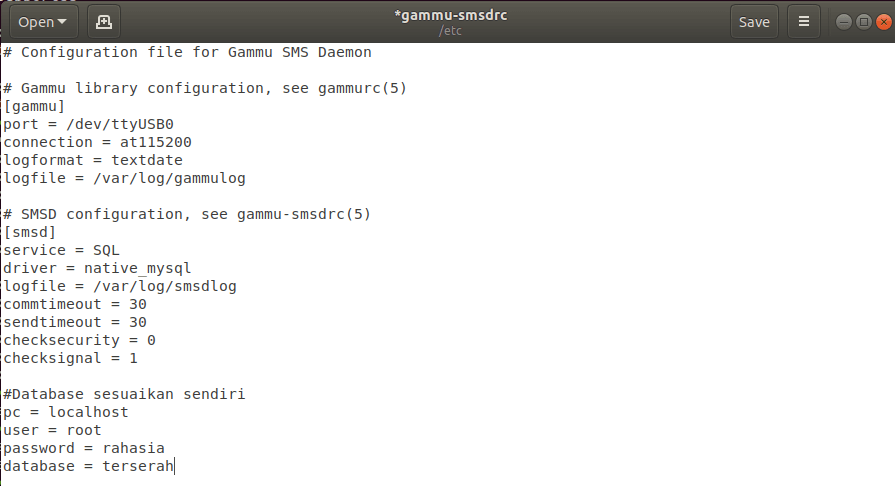 Open
*gammu-smsdrc
/etc
Save
# Configuration file for Gammu SMS Daemon
# Gammu library configuration, see gammurc(5)
[gammu]
port = /dev/ttyUSB0
connection = at115200
logformat = textdate
logfile = /var/log/gammulog
# SMSD configuration, see gammu-smsdrc(5)
[smsd]
service = SQL
driver = native_mysql
logfile = /var/log/smsdlog
commtimeout = 30
sendtimeout = 30
checksecurity = 0
checksignal = 1
#Database sesuaikan sendiri
pc = localhost
user = root
password = rahasia
database = terserah